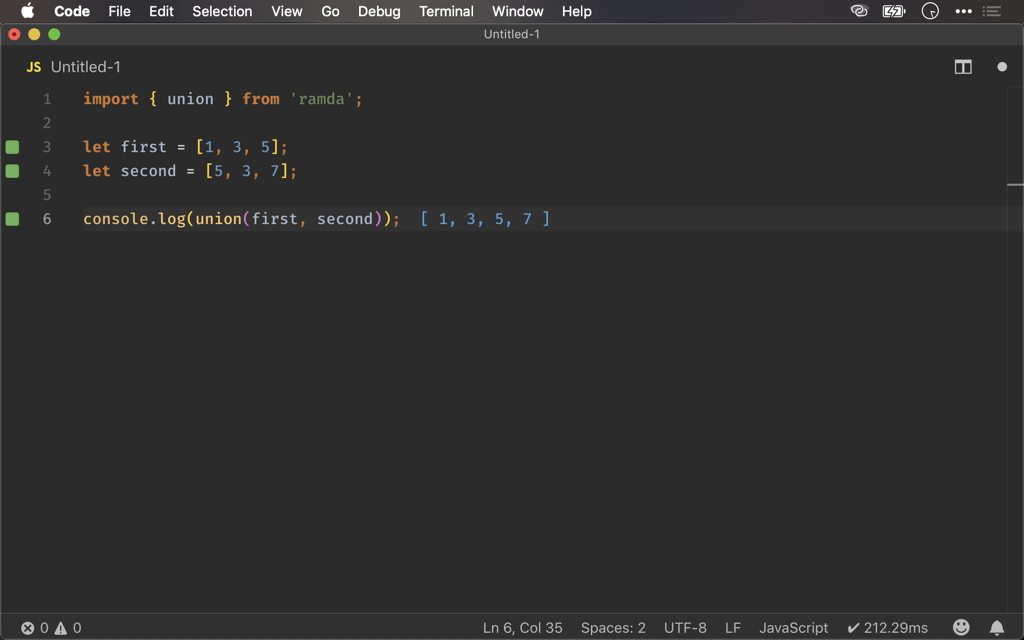 Code File Edit Selection View Go Debug Terminal Window Help
Untitled-1
JS Untitled-1
1 import { union } from 'ramda';
2
3 let first = [1, 3, 5];
4 let second = [5, 3, 7];
5
6 console.log(union(first, second)); [ 1, 3, 5, 7 ]
0 0 Ln 6, Col 35 Spaces: 2 UTF-8 LF JavaScript ✔ 212.29ms